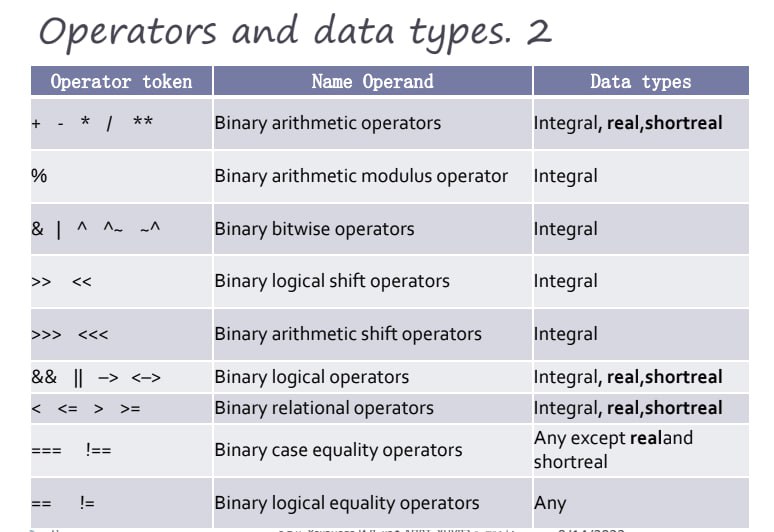 Operators and data types. 2
Operator token Name Operand Data types
+ - * / ** Binary arithmetic operators Integral, real,shortreal
% Binary arithmetic modulus operator Integral
& | ^ ^~ ~^ Binary bitwise operators Integral
>> << Binary logical shift operators Integral
>>> <<< Binary arithmetic shift operators Integral
&& || –> <–> Binary logical operators Integral, real,shortreal
< <= > >= Binary relational operators Integral, real,shortreal
=== !== Binary case equality operators Any except realand
shortreal
== != Binary logical equality operators Any